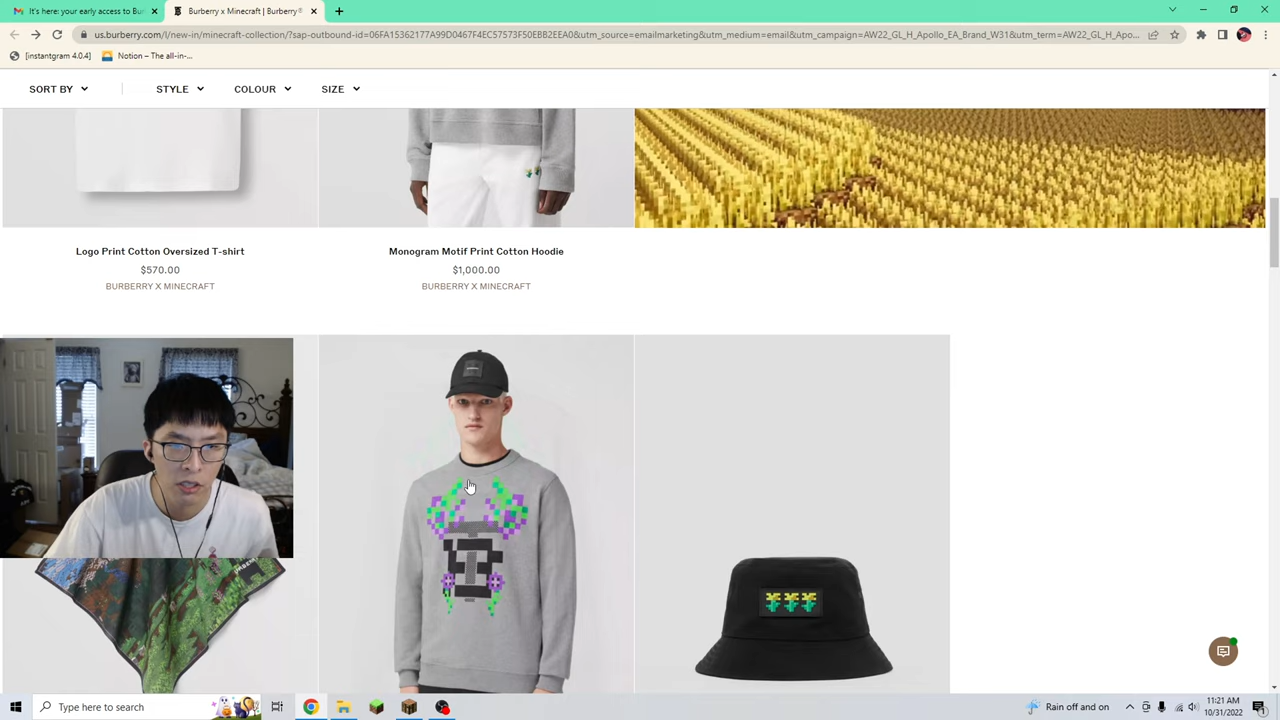 It's here: your early access to Bur
Burberry x Minecraft | Burberry®
us.burberry.com/l/new-in/minecraft-collection/?sap-outbound-id=06FA15362177A99D0467F4EC57573F50EBB2EEA0&utm_source=emailmarketing&utm_medium=email&utm_campaign=AW22_GL_H_Apollo_EA_Brand_W31&utm_term=AW22_GL_H_Apo...
[instantgram 4.0.4]
Notion – The all-in-...
SORT BY
STYLE
COLOUR
SIZE
Logo Print Cotton Oversized T-shirt
$570.00
BURBERRY X MINECRAFT
Monogram Motif Print Cotton Hoodie
$1,000.00
BURBERRY X MINECRAFT
Type here to search
Rain off and on
11:21 AM
10/31/2022